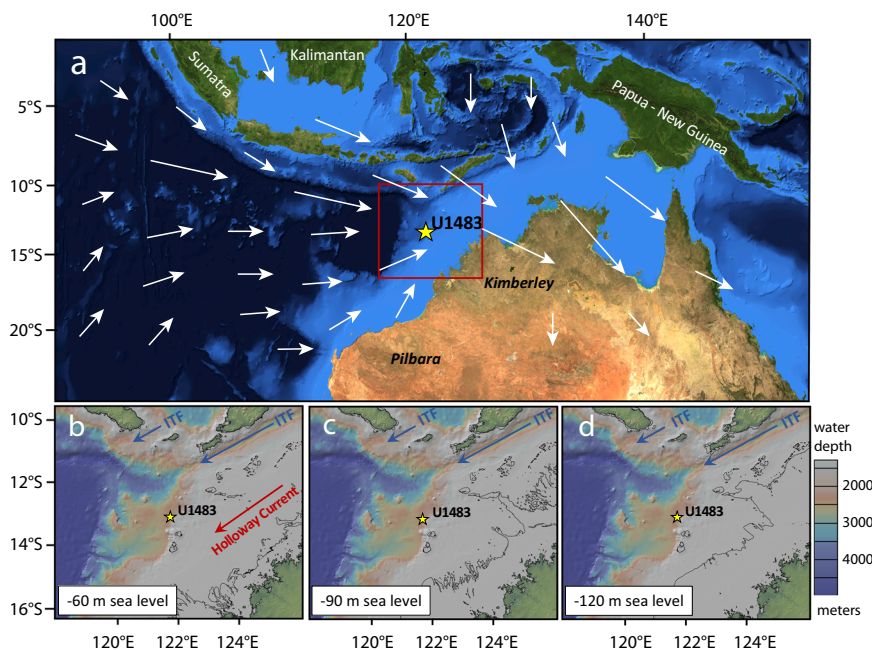 100°E 120°E 140°E
a
Sumatra
Kalimantan
Papua - New Guinea
5°S
10°S
15°S
20°S
U1483
Kimberley
Pilbara
10°S
12°S
14°S
16°S
b
ITF
ITF
U1483
Holloway Current
-60 m sea level
120°E 122°E 124°E
c
ITF
ITF
U1483
-90 m sea level
120°E 122°E 124°E
d
ITF
ITF
U1483
-120 m sea level
120°E 122°E 124°E
water
depth
2000
3000
4000
meters